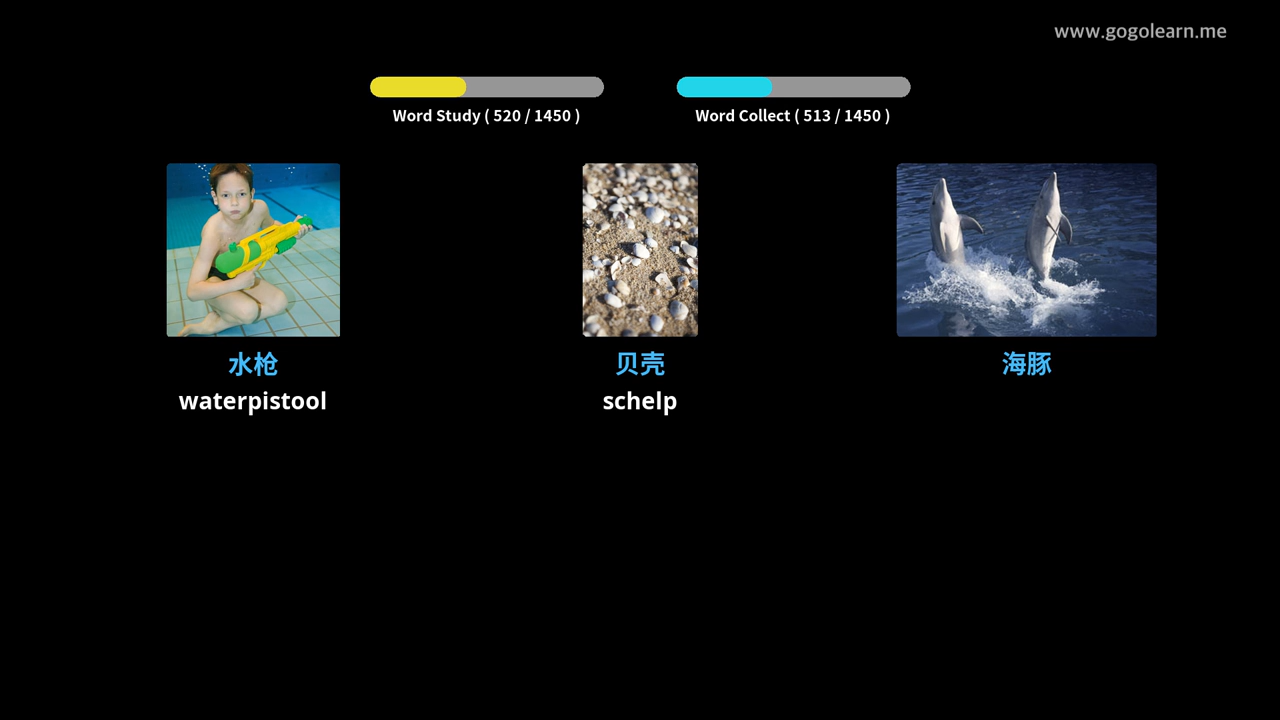 www.gogolearn.me
Word Study ( 520 / 1450 )
Word Collect ( 513 / 1450 )
水枪
waterpistool
贝壳
schelp
海豚